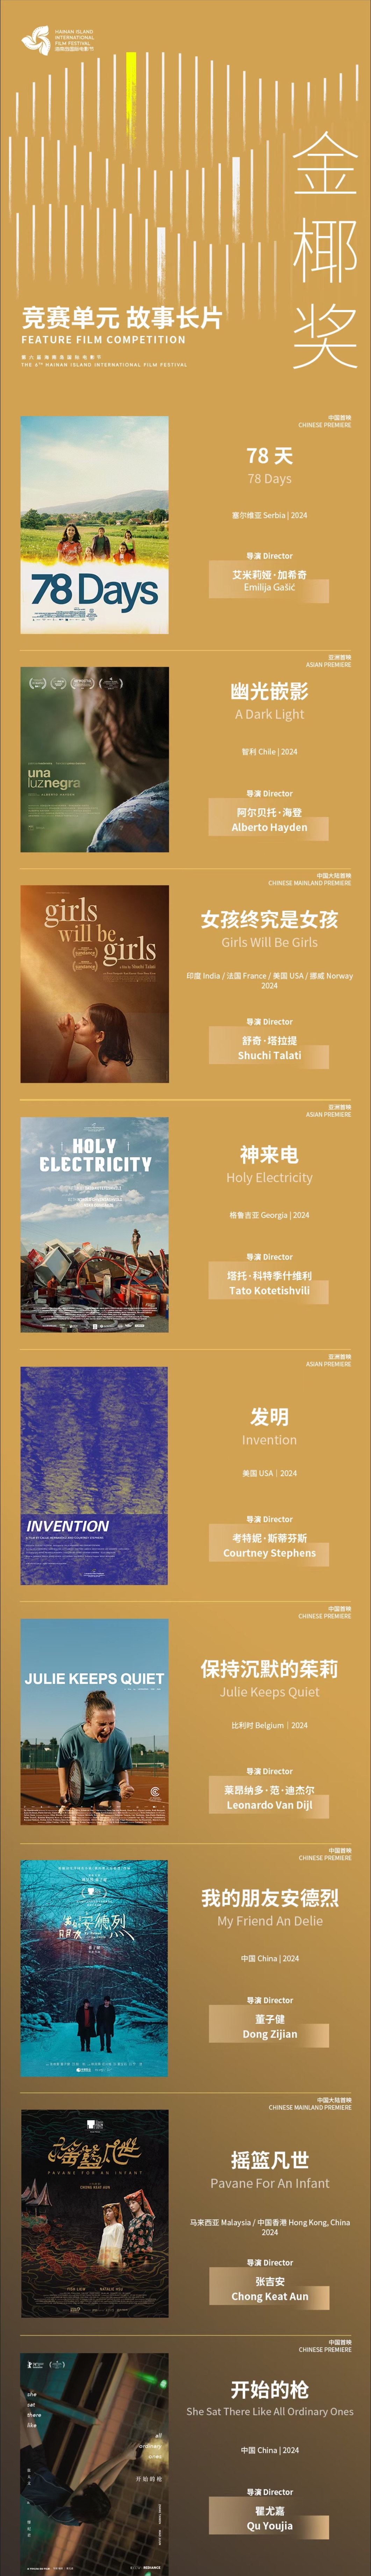 HAINAN ISLAND
INTERNATIONAL
FILM FESTIVAL
海南岛国际电影节
金椰奖
竞赛单元 故事长片
FEATURE FILM COMPETITION
第六届海南岛国际电影节
THE 6TH HAINAN ISLAND INTERNATIONAL FILM FESTIVAL
中国首映
CHINESE PREMIERE
78 Days
78 天
78 Days
塞尔维亚 Serbia | 2024
导演 Director
艾米莉娅·加希奇
Emilija Gašić
亚洲首映
ASIAN PREMIERE
una
luz negra
幽光嵌影
A Dark Light
智利 Chile | 2024
导演 Director
阿尔贝托·海登
Alberto Hayden
中国大陆首映
CHINESE MAINLAND PREMIERE
girls
will be
girls
女孩终究是女孩
Girls Will Be Girls
印度 India / 法国 France / 美国 USA / 挪威 Norway
2024
导演 Director
舒奇·塔拉提
Shuchi Talati
亚洲首映
ASIAN PREMIERE
HOLY
ELECTRICITY
神来电
Holy Electricity
格鲁吉亚 Georgia | 2024
导演 Director
塔托·科特季什维利
Tato Kotetishvili
亚洲首映
ASIAN PREMIERE
INVENTION
发明
Invention
美国 USA | 2024
导演 Director
考特妮·斯蒂芬斯
Courtney Stephens
中国首映
CHINESE PREMIERE
JULIE KEEPS QUIET
保持沉默的茱莉
Julie Keeps Quiet
比利时 Belgium | 2024
导演 Director
莱昂纳多·范·迪杰尔
Leonardo Van Dijl
中国首映
CHINESE PREMIERE
我的朋友安德烈
我的朋友安德烈
My Friend An Delie
中国 China | 2024
导演 Director
董子健
Dong Zijian
中国大陆首映
CHINESE MAINLAND PREMIERE
摇篮凡世
PAVANE FOR AN INFANT
CHONG KEAT AUN
摇篮凡世
Pavane For An Infant
马来西亚 Malaysia / 中国香港 Hong Kong, China
2024
导演 Director
张吉安
Chong Keat Aun
中国首映
CHINESE PREMIERE
she
sat
there
like
all
ordinary
ones
开始的枪
REDIANCE
开始的枪
She Sat There Like All Ordinary Ones
中国 China | 2024
导演 Director
瞿尤嘉
Qu Youjia